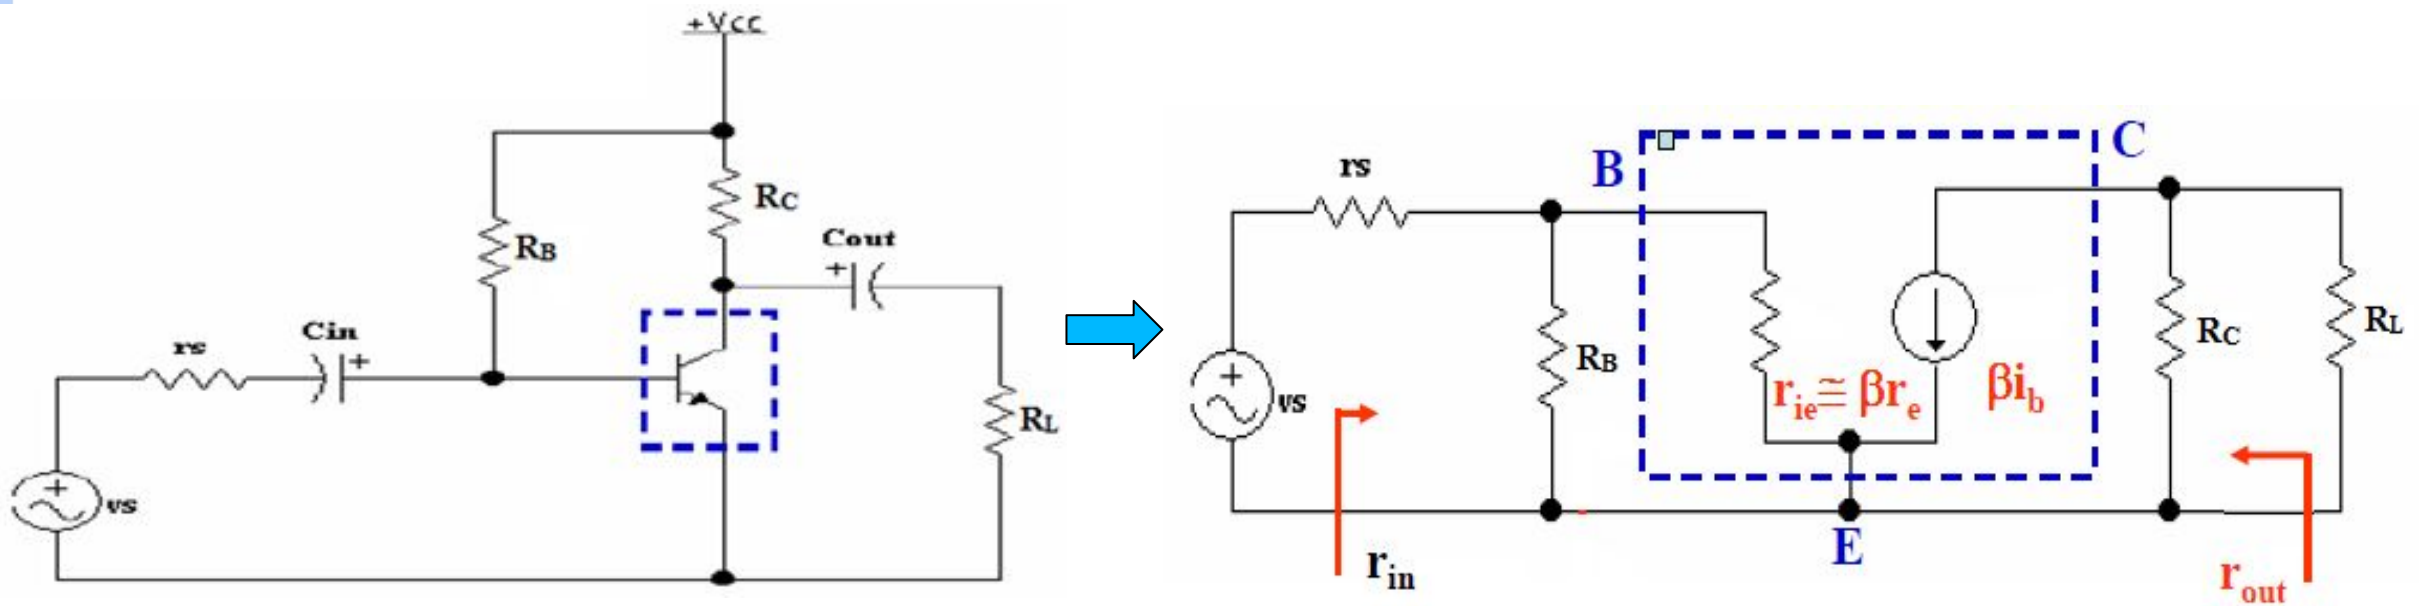 +Vcc
RC
RB
Cout
+
Cin
+
rs
RL
+
vs
rs
B
C
RB
rie≅ βre
βib
RC
RL
+
vs
rin
E
rout